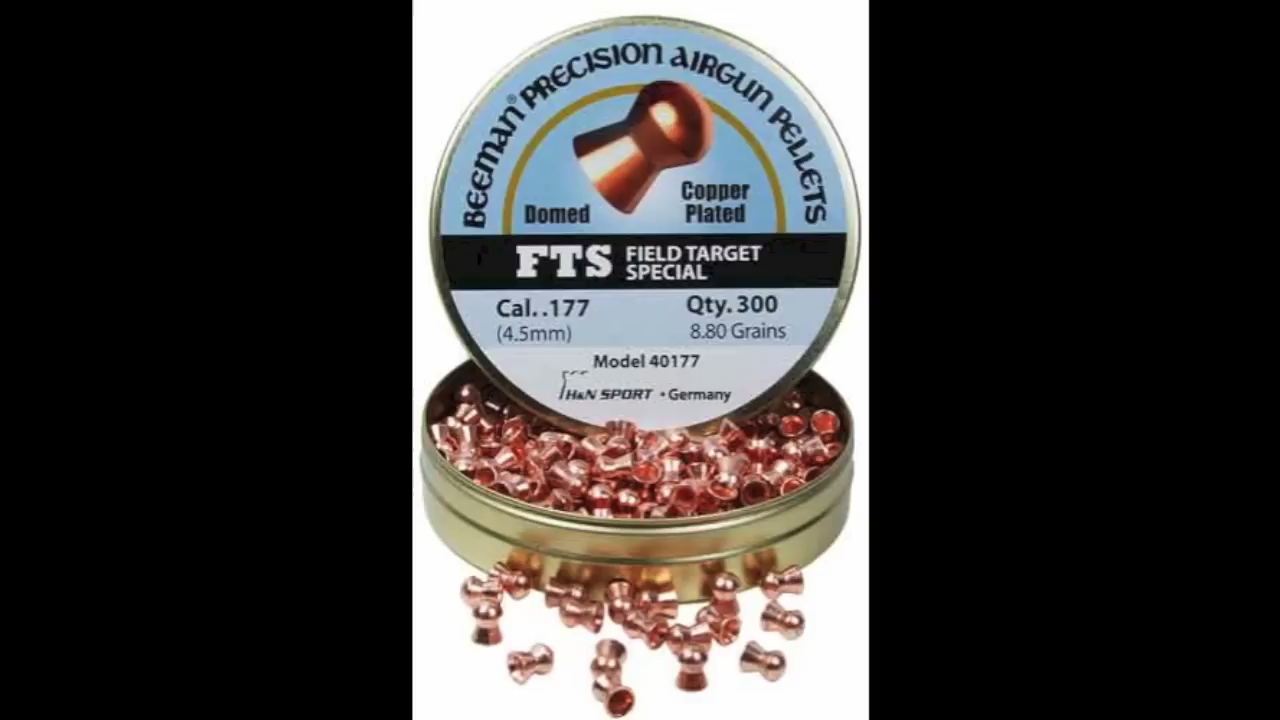 BEEMAN® PRECISION AIRGUN PELLETS
Domed
Copper
Plated
FTS FIELD TARGET
SPECIAL
Cal. .177
(4.5mm)
Qty. 300
8.80 Grains
Model 40177
H&N SPORT • Germany